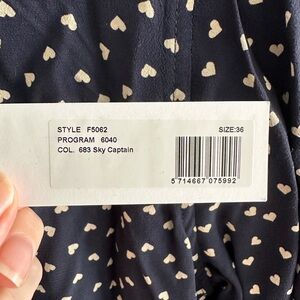 STYLE F5062
SIZE:36
PROGRAM 6040
COL. 683 Sky Captain
5 714667 075992